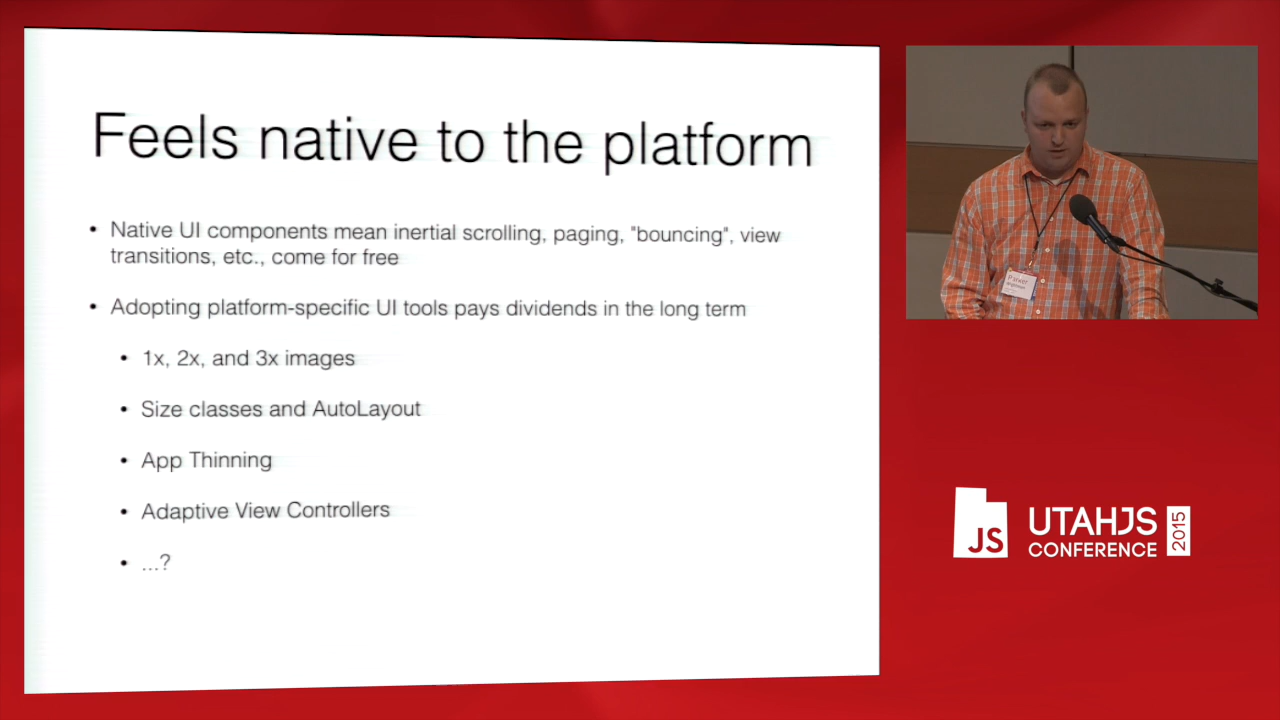 Feels native to the platform
• Native UI components mean inertial scrolling, paging, "bouncing", view
transitions, etc., come for free
• Adopting platform-specific UI tools pays dividends in the long term
• 1x, 2x, and 3x images
• Size classes and AutoLayout
• App Thinning
• Adaptive View Controllers
• ...?
Parker
JS
UTAHJS
CONFERENCE
2015